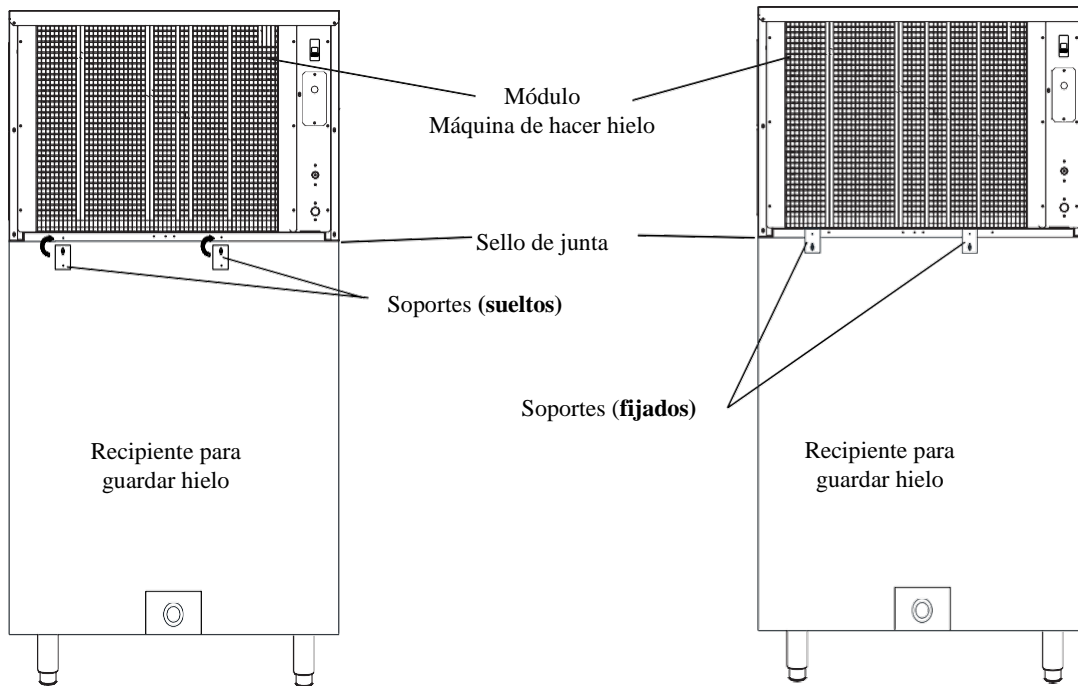 Módulo
Máquina de hacer hielo
Sello de junta
Soportes (sueltos)
Soportes (fijados)
Recipiente para
guardar hielo
Recipiente para
guardar hielo